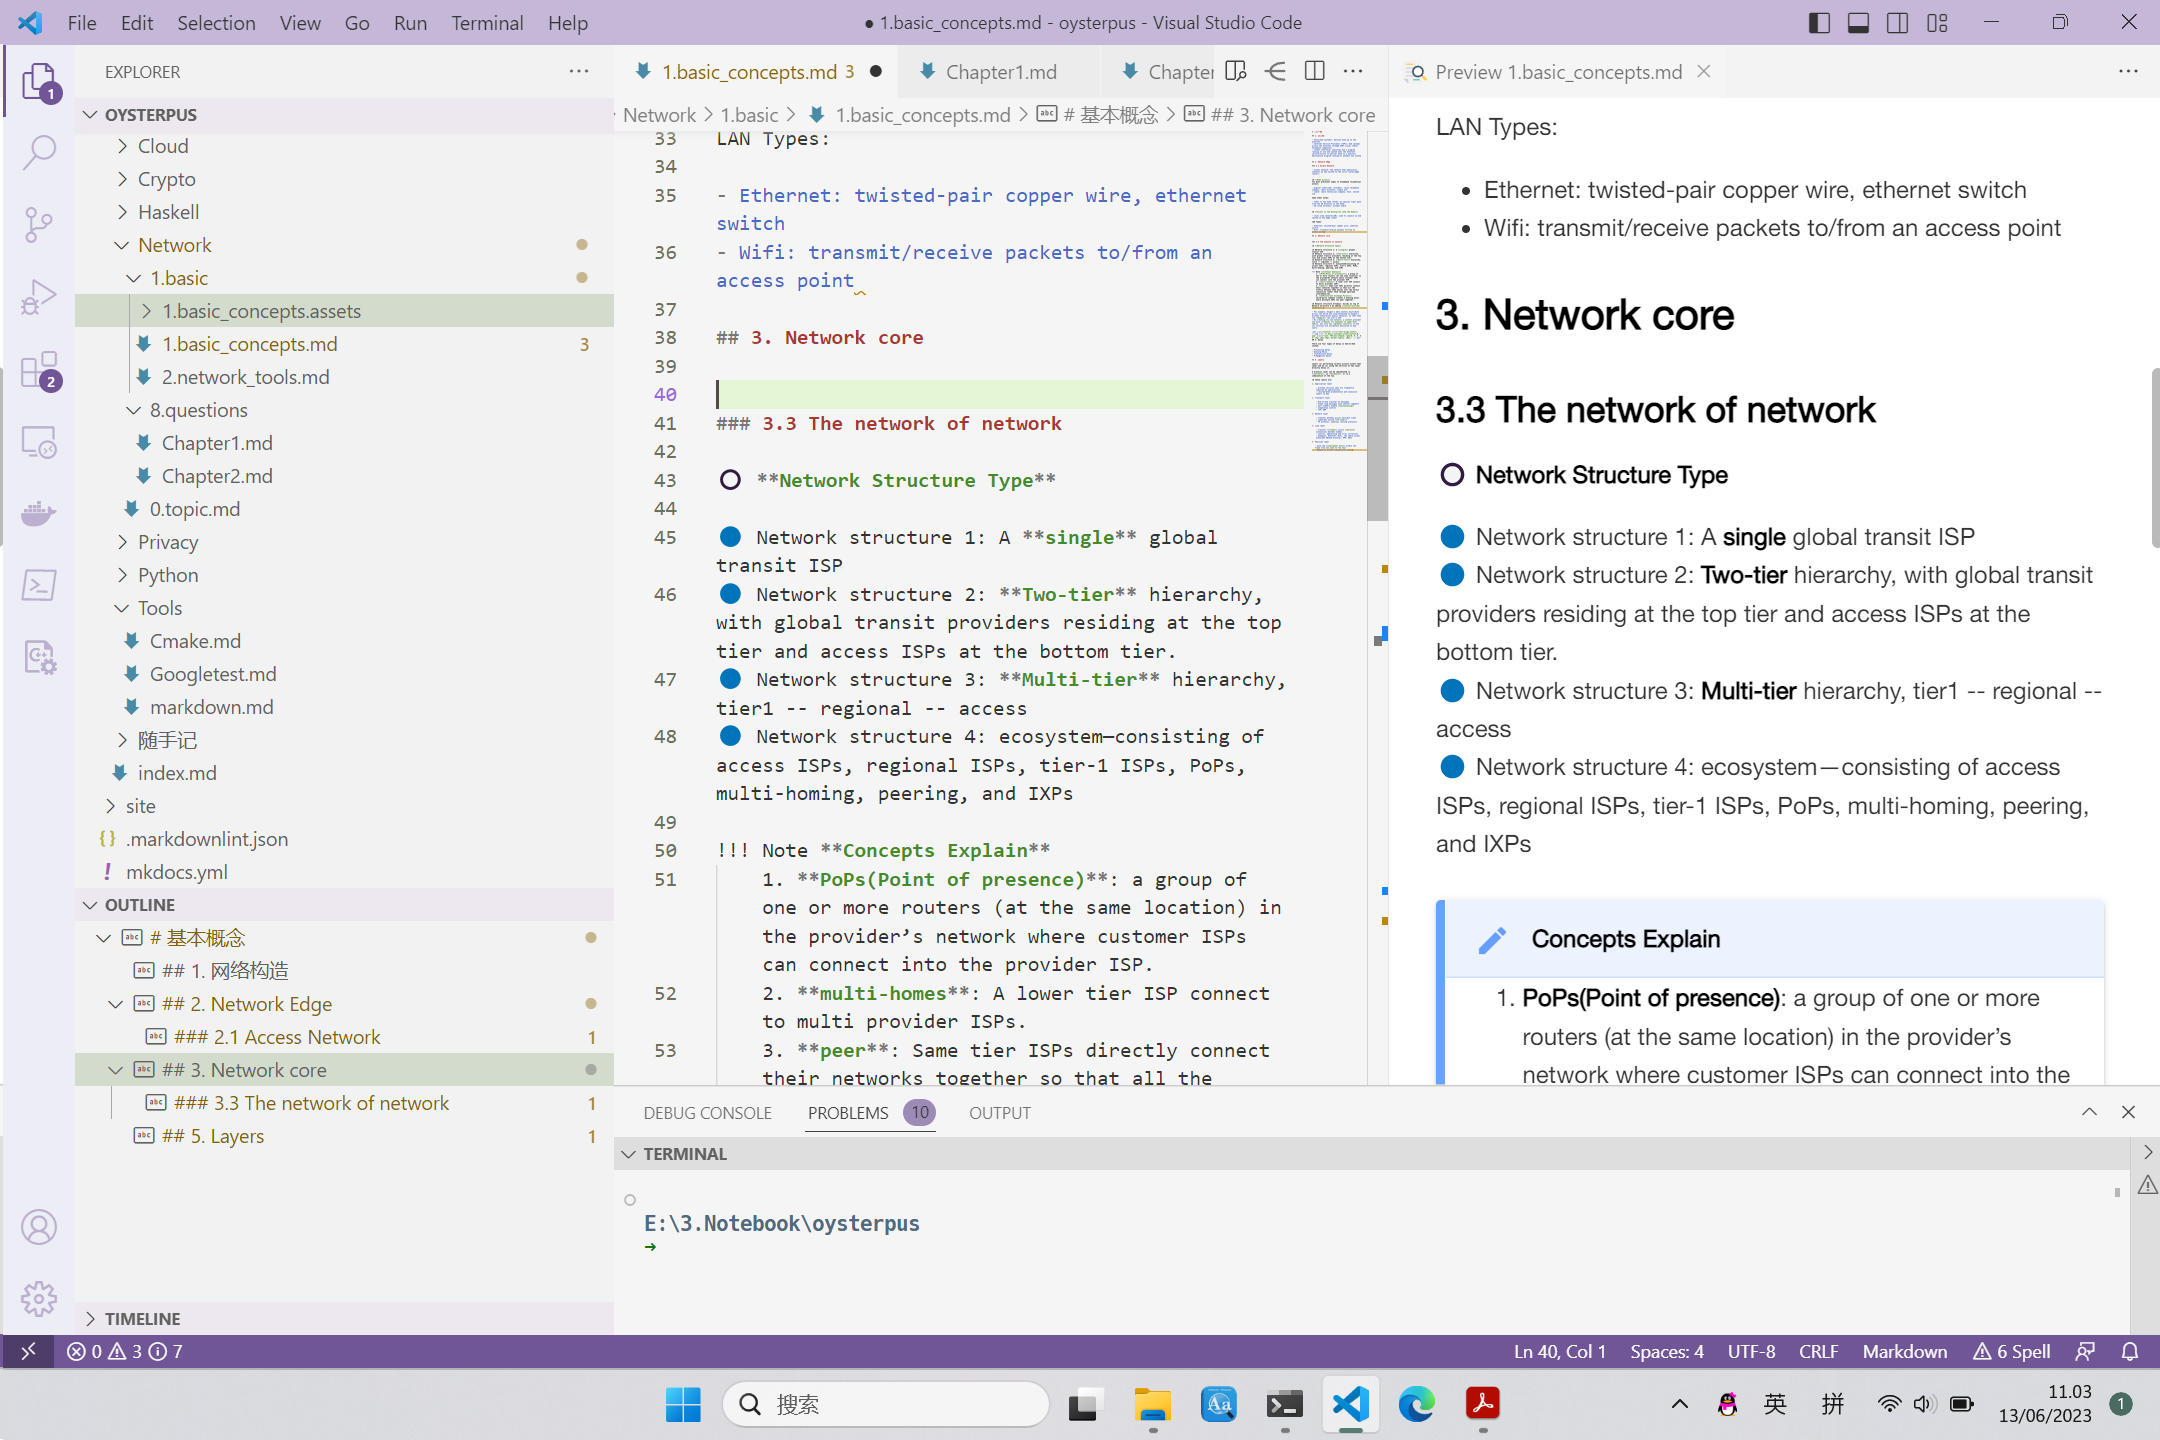 File Edit Selection View Go Run Terminal Help
● 1.basic_concepts.md - oysterpus - Visual Studio Code
EXPLORER
OYSTERPUS
Cloud
Crypto
Haskell
Network
1.basic
1.basic_concepts.assets
1.basic_concepts.md 3
2.network_tools.md
8.questions
Chapter1.md
Chapter2.md
0.topic.md
Privacy
Python
Tools
Cmake.md
Googletest.md
markdown.md
随手记
index.md
site
{} .markdownlint.json
! mkdocs.yml
OUTLINE
# 基本概念
## 1. 网络构造
## 2. Network Edge
### 2.1 Access Network 1
## 3. Network core
### 3.3 The network of network 1
## 5. Layers 1
TIMELINE
1
2
1.basic_concepts.md 3 ● Chapter1.md Chapter
Network > 1.basic > 1.basic_concepts.md > # 基本概念 > ## 3. Network core
33 LAN Types:
34
35 - Ethernet: twisted-pair copper wire, ethernet
switch
36 - Wifi: transmit/receive packets to/from an
access point
37
38 ## 3. Network core
39
40
41 ### 3.3 The network of network
42
43 **Network Structure Type**
44
45 Network structure 1: A **single** global
transit ISP
46 Network structure 2: **Two-tier** hierarchy,
with global transit providers residing at the top
tier and access ISPs at the bottom tier.
47 Network structure 3: **Multi-tier** hierarchy,
tier1 -- regional -- access
48 Network structure 4: ecosystem—consisting of
access ISPs, regional ISPs, tier-1 ISPs, PoPs,
multi-homing, peering, and IXPs
49
50 !!! Note **Concepts Explain**
51 1. **PoPs(Point of presence)**: a group of
one or more routers (at the same location) in
the provider’s network where customer ISPs
can connect into the provider ISP.
52 2. **multi-homes**: A lower tier ISP connect
to multi provider ISPs.
53 3. **peer**: Same tier ISPs directly connect
their networks together so that all the
Preview 1.basic_concepts.md
LAN Types:
• Ethernet: twisted-pair copper wire, ethernet switch
• Wifi: transmit/receive packets to/from an access point
3. Network core
3.3 The network of network
Network Structure Type
Network structure 1: A single global transit ISP
Network structure 2: Two-tier hierarchy, with global transit
providers residing at the top tier and access ISPs at the
bottom tier.
Network structure 3: Multi-tier hierarchy, tier1 -- regional --
access
Network structure 4: ecosystem—consisting of access
ISPs, regional ISPs, tier-1 ISPs, PoPs, multi-homing, peering,
and IXPs
Concepts Explain
1. PoPs(Point of presence): a group of one or more
routers (at the same location) in the provider’s
network where customer ISPs can connect into the
DEBUG CONSOLE PROBLEMS 10 OUTPUT
TERMINAL
E:\3.Notebook\oysterpus
→
0 3 7
Ln 40, Col 1 Spaces: 4 UTF-8 CRLF Markdown 6 Spell
搜索
英 拼
11.03
13/06/2023
1